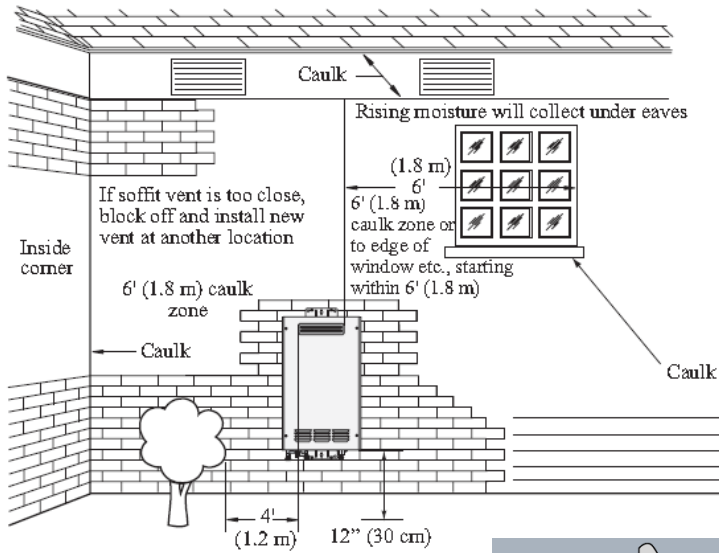 Caulk
Rising moisture will collect under eaves
(1.8 m)
6'
If soffit vent is too close,
block off and install new
vent at another location
6' (1.8 m)
caulk zone or
to edge of
window etc., starting
within 6' (1.8 m)
Inside
corner
6' (1.8 m) caulk
zone
Caulk
Caulk
4'
(1.2 m)
12” (30 cm)